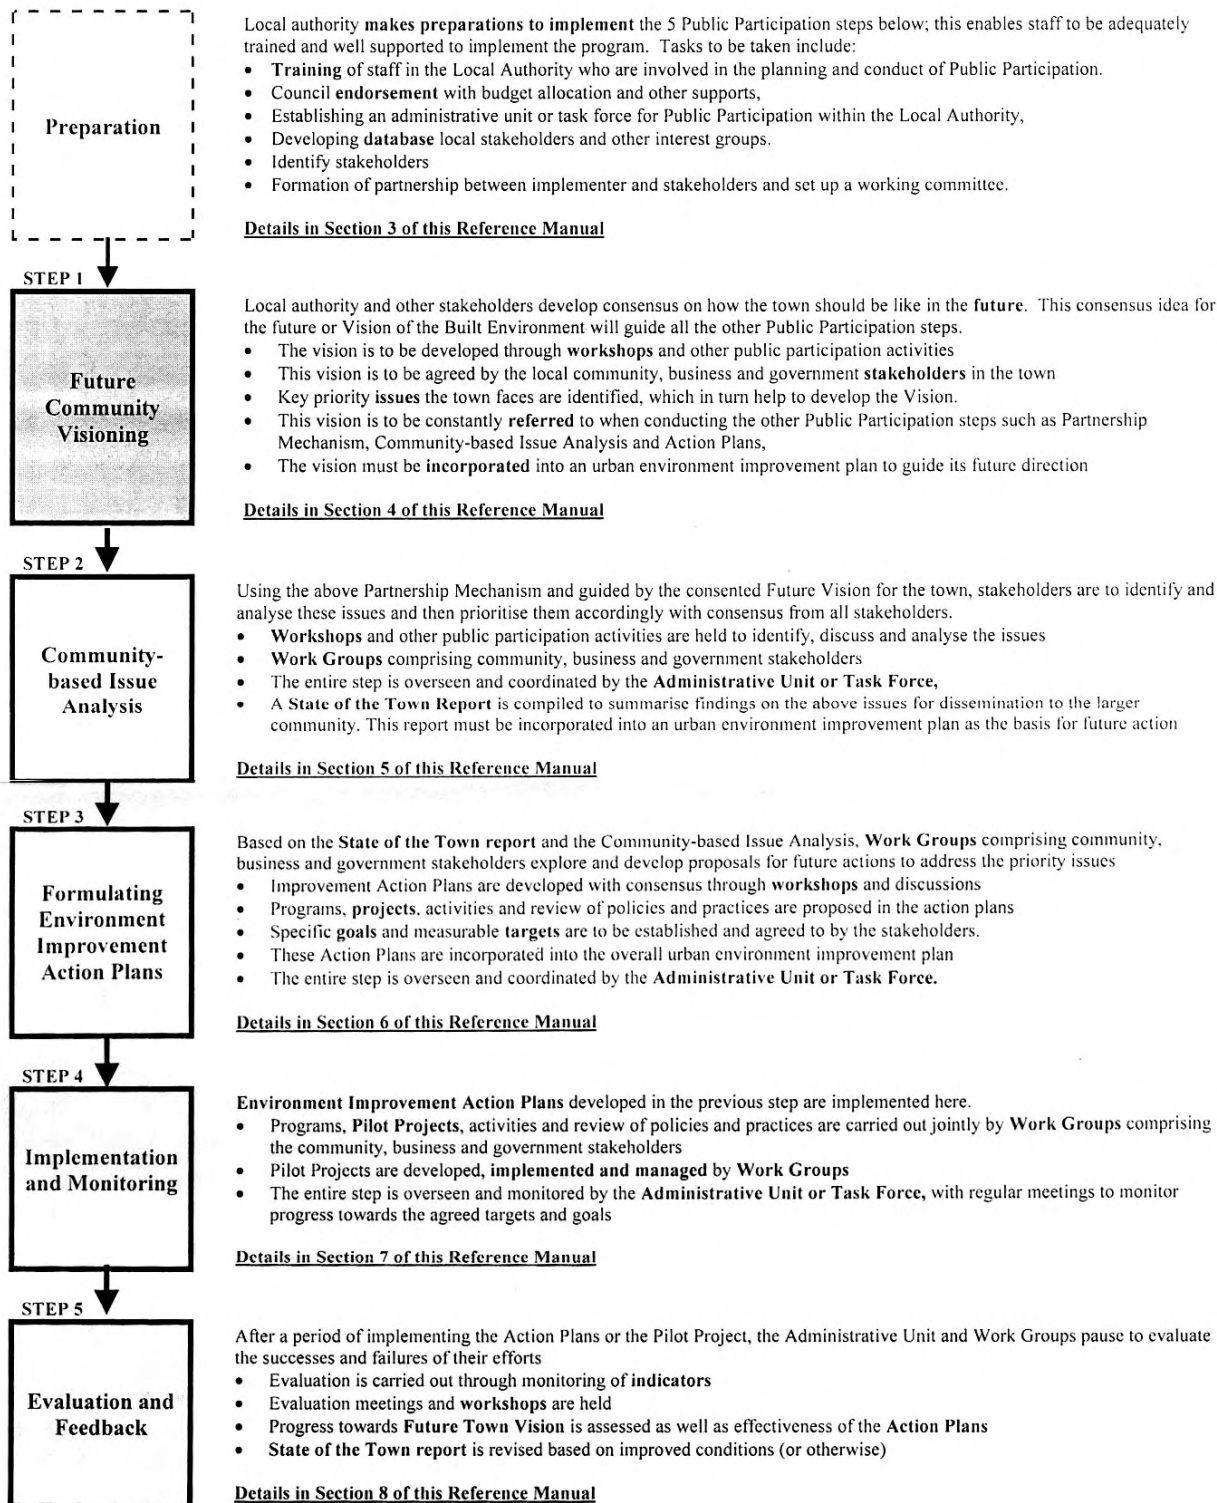 Preparation
Local authority makes preparations to implement the 5 Public Participation steps below; this enables staff to be adequately
trained and well supported to implement the program. Tasks to be taken include:
• Training of staff in the Local Authority who are involved in the planning and conduct of Public Participation.
• Council endorsement with budget allocation and other supports,
• Establishing an administrative unit or task force for Public Participation within the Local Authority,
• Developing database local stakeholders and other interest groups.
• Identify stakeholders
• Formation of partnership between implementer and stakeholders and set up a working committee.
Details in Section 3 of this Reference Manual
STEP 1
Future
Community
Visioning
Local authority and other stakeholders develop consensus on how the town should be like in the future. This consensus idea for
the future or Vision of the Built Environment will guide all the other Public Participation steps.
• The vision is to be developed through workshops and other public participation activities
• This vision is to be agreed by the local community, business and government stakeholders in the town
• Key priority issues the town faces are identified, which in turn help to develop the Vision.
• This vision is to be constantly referred to when conducting the other Public Participation steps such as Partnership
Mechanism, Community-based Issue Analysis and Action Plans,
• The vision must be incorporated into an urban environment improvement plan to guide its future direction
Details in Section 4 of this Reference Manual
STEP 2
Community-
based Issue
Analysis
Using the above Partnership Mechanism and guided by the consented Future Vision for the town, stakeholders are to identify and
analyse these issues and then prioritise them accordingly with consensus from all stakeholders.
• Workshops and other public participation activities are held to identify, discuss and analyse the issues
• Work Groups comprising community, business and government stakeholders
• The entire step is overseen and coordinated by the Administrative Unit or Task Force,
• A State of the Town Report is compiled to summarise findings on the above issues for dissemination to the larger
community. This report must be incorporated into an urban environment improvement plan as the basis for future action
Details in Section 5 of this Reference Manual
STEP 3
Formulating
Environment
Improvement
Action Plans
Based on the State of the Town report and the Community-based Issue Analysis, Work Groups comprising community,
business and government stakeholders explore and develop proposals for future actions to address the priority issues
• Improvement Action Plans are developed with consensus through workshops and discussions
• Programs, projects, activities and review of policies and practices are proposed in the action plans
• Specific goals and measurable targets are to be established and agreed to by the stakeholders.
• These Action Plans are incorporated into the overall urban environment improvement plan
• The entire step is overseen and coordinated by the Administrative Unit or Task Force.
Details in Section 6 of this Reference Manual
STEP 4
Implementation
and Monitoring
Environment Improvement Action Plans developed in the previous step are implemented here.
• Programs, Pilot Projects, activities and review of policies and practices are carried out jointly by Work Groups comprising
the community, business and government stakeholders
• Pilot Projects are developed, implemented and managed by Work Groups
• The entire step is overseen and monitored by the Administrative Unit or Task Force, with regular meetings to monitor
progress towards the agreed targets and goals
Details in Section 7 of this Reference Manual
STEP 5
Evaluation and
Feedback
After a period of implementing the Action Plans or the Pilot Project, the Administrative Unit and Work Groups pause to evaluate
the successes and failures of their efforts
• Evaluation is carried out through monitoring of indicators
• Evaluation meetings and workshops are held
• Progress towards Future Town Vision is assessed as well as effectiveness of the Action Plans
• State of the Town report is revised based on improved conditions (or otherwise)
Details in Section 8 of this Reference Manual